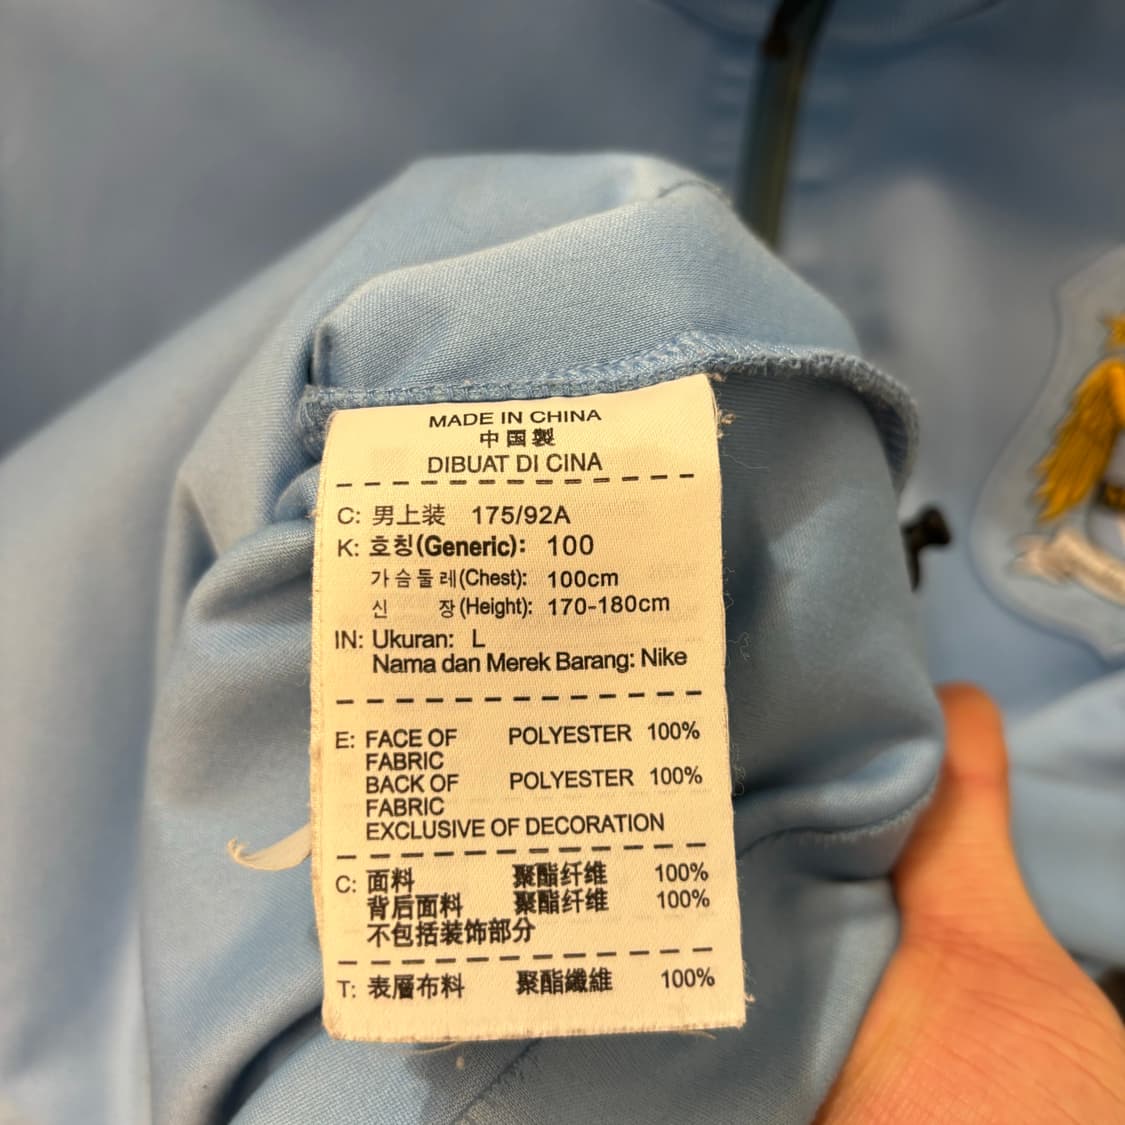 MADE IN CHINA
中国製
DIBUAT DI CINA
C: 男上装 175/92A
K: 호칭(Generic): 100
가슴둘레(Chest): 100cm
신 장(Height): 170-180cm
IN: Ukuran: L
Nama dan Merek Barang: Nike
E: FACE OF POLYESTER 100%
FABRIC
BACK OF POLYESTER 100%
FABRIC
EXCLUSIVE OF DECORATION
C: 面料 聚酯纤维 100%
背后面料 聚酯纤维 100%
不包括装饰部分
T: 表層布料 聚酯纖維 100%